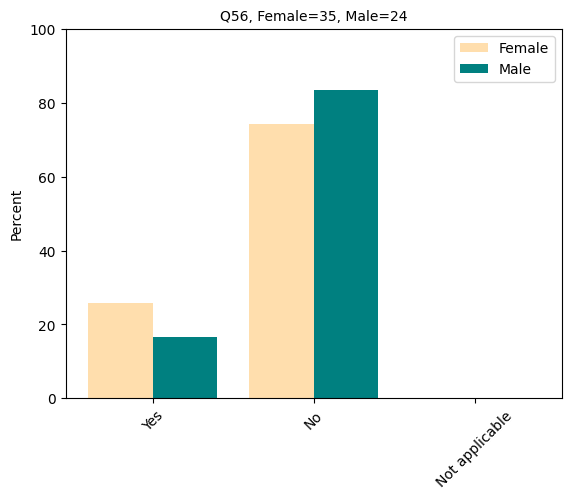 Q56, Female=35, Male=24
Female
Male
Percent
100
80
60
40
20
0
Yes
No
Not applicable